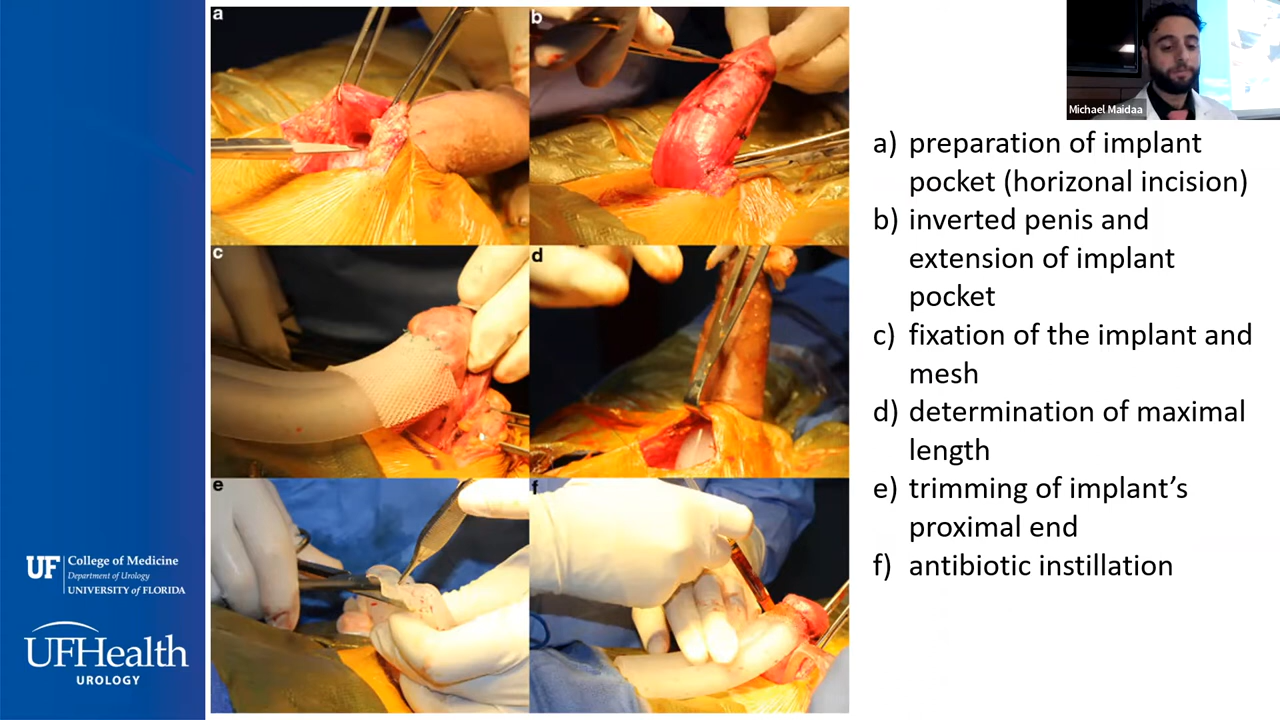 a
b
c
d
e
f
UF
College of Medicine
Department of Urology
UNIVERSITY of FLORIDA
UFHealth
UROLOGY
Michael Maidaa
a) preparation of implant
pocket (horizonal incision)
b) inverted penis and
extension of implant
pocket
c) fixation of the implant and
mesh
d) determination of maximal
length
e) trimming of implant’s
proximal end
f) antibiotic instillation